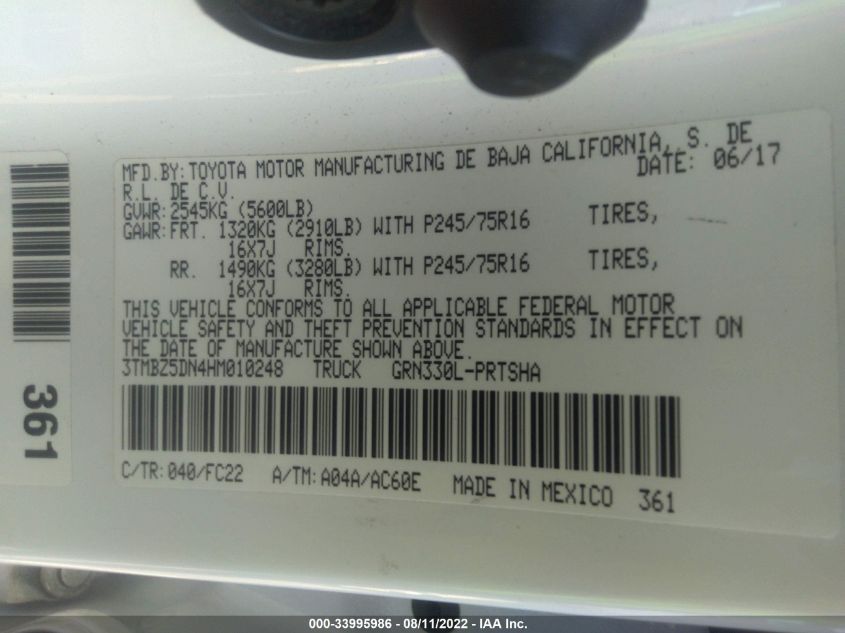 MFD.BY:TOYOTA MOTOR MANUFACTURING DE BAJA CALIFORNIA, S. DE
R.L. DE C.V. DATE: 06/17
GVWR:2545KG (5600LB)
GAWR:FRT. 1320KG (2910LB) WITH P245/75R16 TIRES,
16X7J RIMS.
RR. 1490KG (3280LB) WITH P245/75R16 TIRES,
16X7J RIMS.
THIS VEHICLE CONFORMS TO ALL APPLICABLE FEDERAL MOTOR
VEHICLE SAFETY AND THEFT PREVENTION STANDARDS IN EFFECT ON
THE DATE OF MANUFACTURE SHOWN ABOVE.
3TMBZ5DN4HM010248 TRUCK GRN330L-PRTSHA
C/TR:040/FC22 A/TM:A04A/AC60E MADE IN MEXICO 361
361
000-33995986 - 08/11/2022 - IAA Inc.